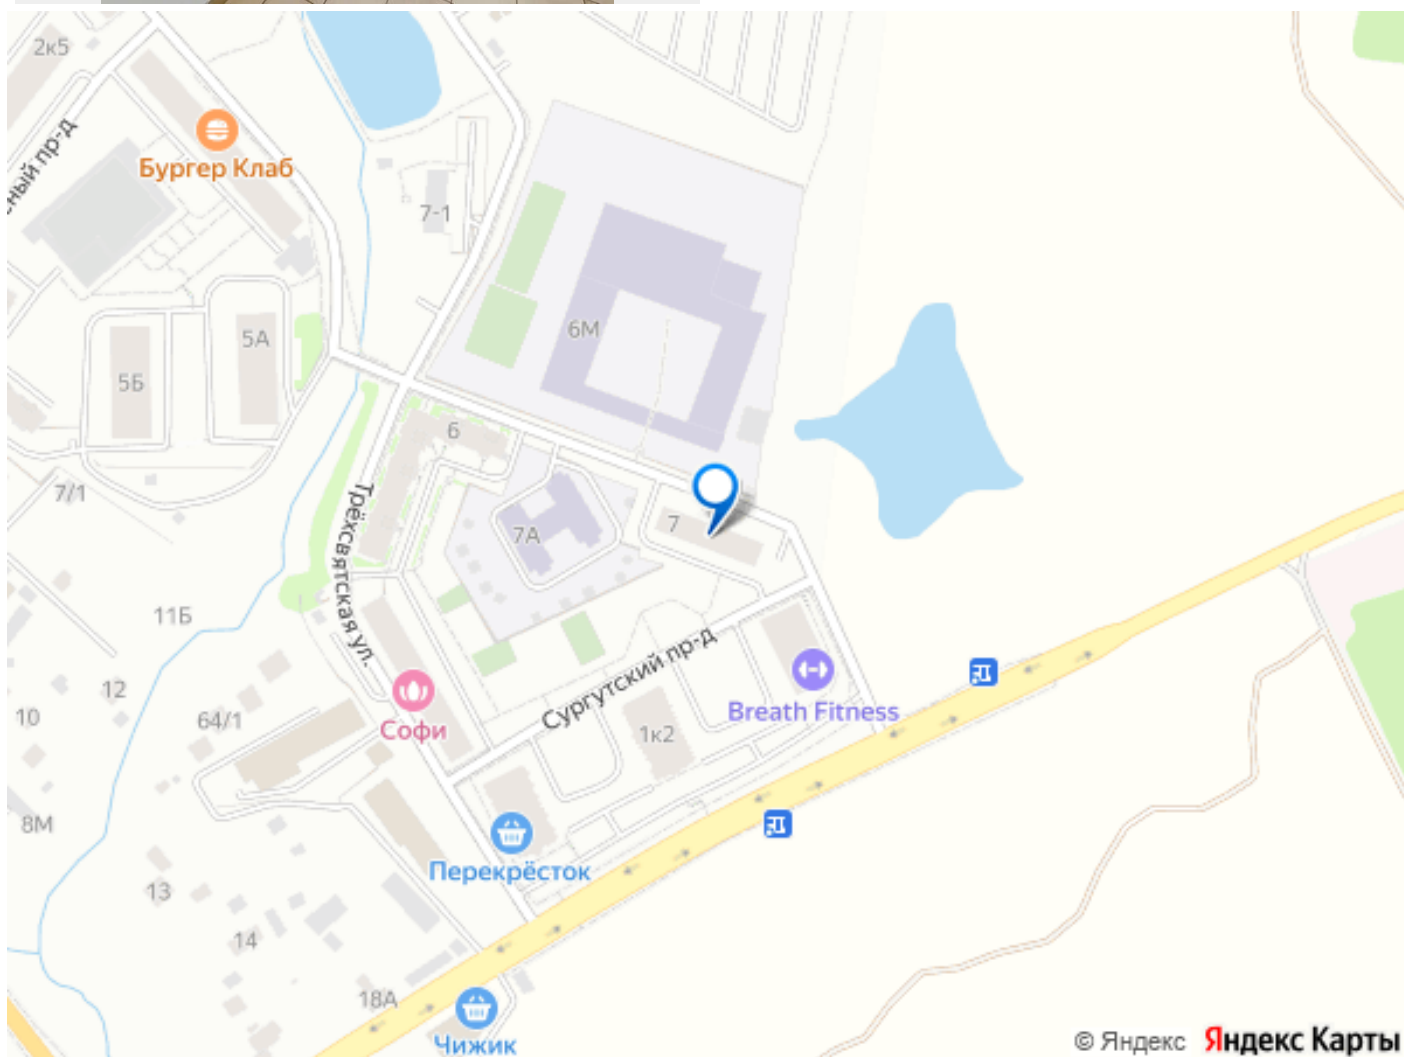 2к5
Бургер Клаб
ный пр-д
7-1
6М
5А
5Б
6
7/1
7А
7
Трёхсвятская ул.
11Б
Сургутский пр-д
12
10
64/1
Софи
Breath Fitness
1к2
8М
Перекрёсток
13
14
18А
Чижик
© Яндекс Яндекс Карты